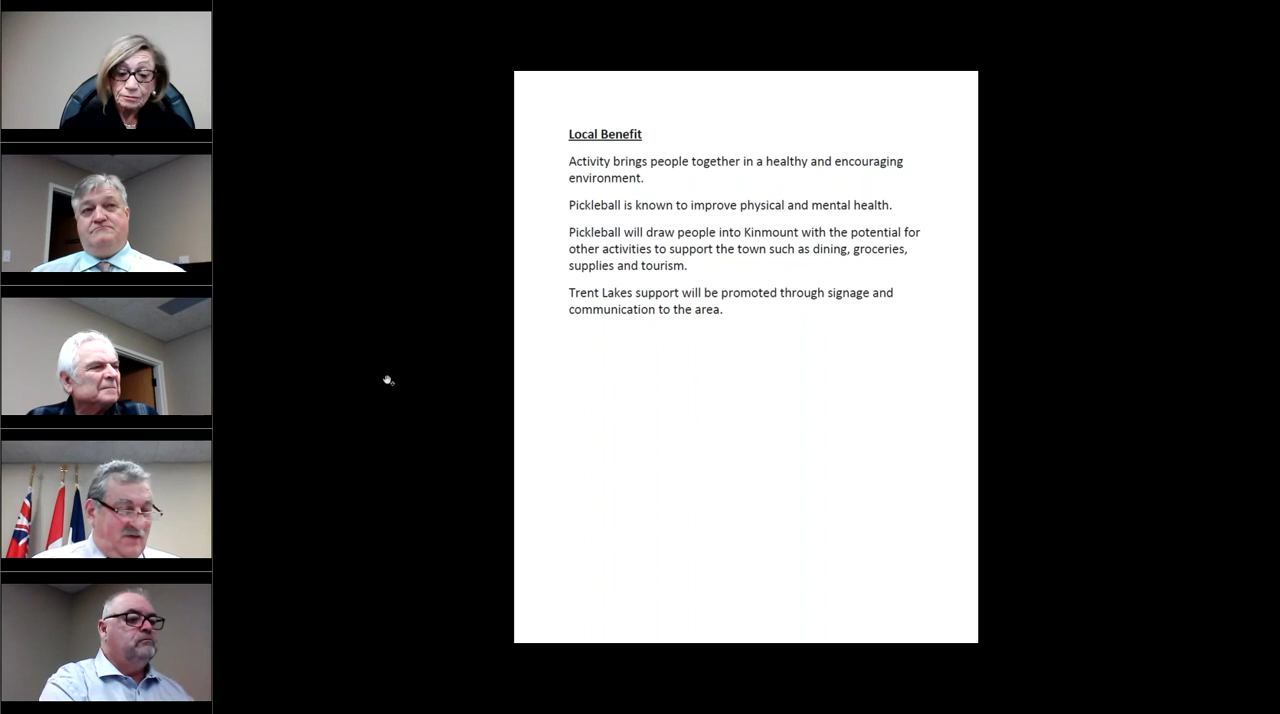 Local Benefit
Activity brings people together in a healthy and encouraging
environment.
Pickleball is known to improve physical and mental health.
Pickleball will draw people into Kinmount with the potential for
other activities to support the town such as dining, groceries,
supplies and tourism.
Trent Lakes support will be promoted through signage and
communication to the area.